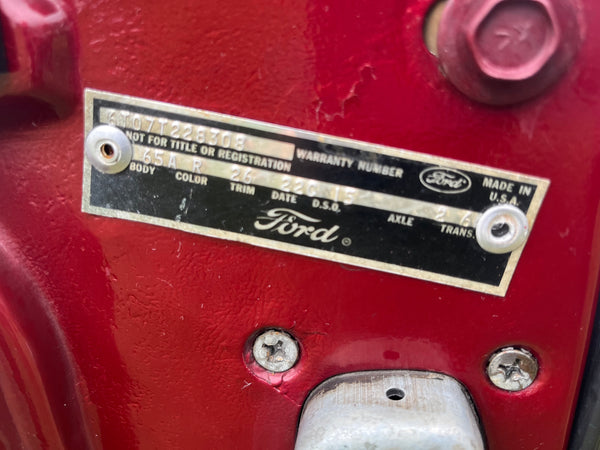 6T07T228308
NOT FOR TITLE OR REGISTRATION WARRANTY NUMBER Ford MADE IN U.S.A.
65A R 26 22C 15 2 6
BODY COLOR TRIM DATE D.S.O. AXLE TRANS.
Ford ®